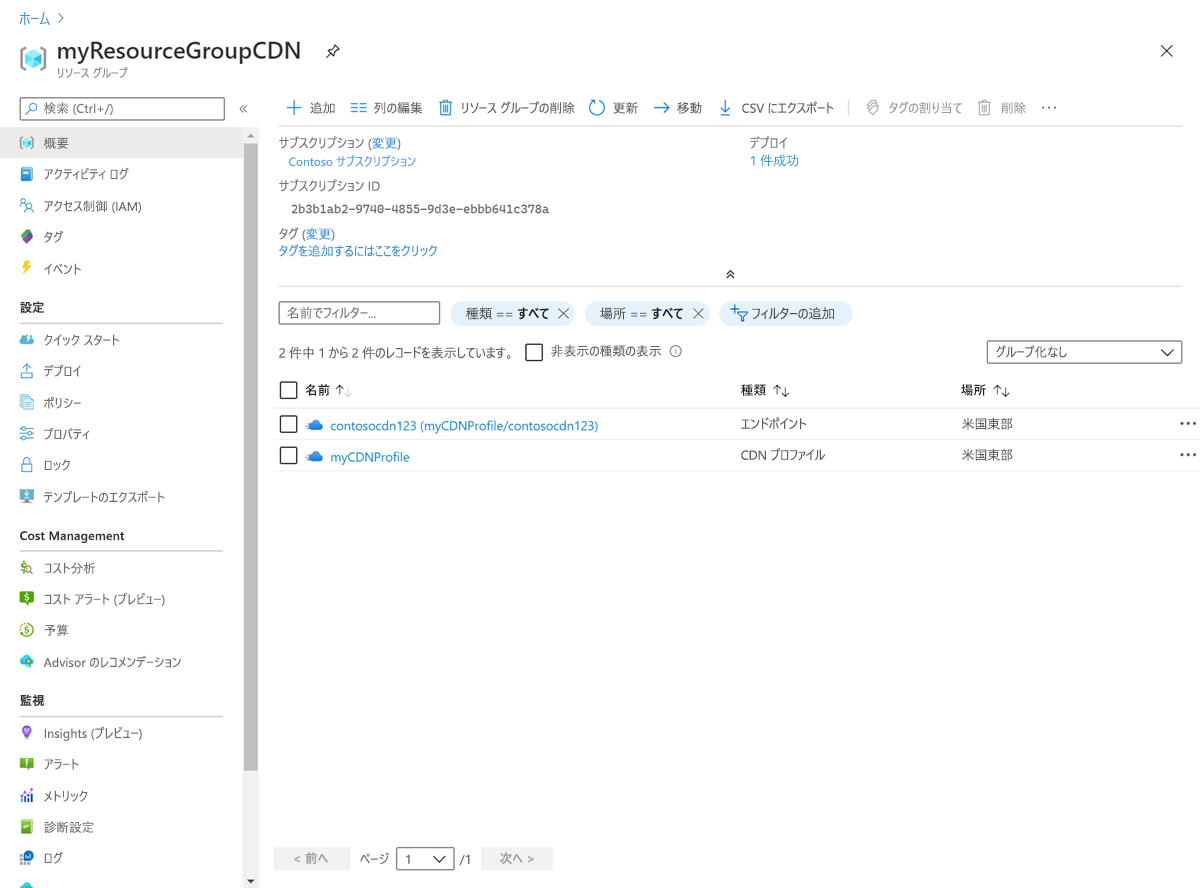 ホーム >
myResourceGroupCDN
リソース グループ
検索 (Ctrl+/)
«
追加
列の編集
リソース グループの削除
更新
移動
CSV にエクスポート
タグの割り当て
削除
…
概要
アクティビティ ログ
アクセス制御 (IAM)
タグ
イベント
設定
クイック スタート
デプロイ
ポリシー
プロパティ
ロック
テンプレートのエクスポート
Cost Management
コスト分析
コスト アラート (プレビュー)
予算
Advisor のレコメンデーション
監視
Insights (プレビュー)
アラート
メトリック
診断設定
ログ
サブスクリプション (変更)
Contoso サブスクリプション
サブスクリプション ID
2b3b1ab2-9740-4855-9d3e-ebbb641c378a
タグ (変更)
タグを追加するにはここをクリック
デプロイ
1 件成功
名前でフィルター...
種類 == すべて
場所 == すべて
フィルターの追加
2 件中 1 から 2 件のレコードを表示しています。
非表示の種類の表示
グループ化なし
名前 ↑↓ 種類 ↑↓ 場所 ↑↓
contosocdn123 (myCDNProfile/contosocdn123) エンドポイント 米国東部 …
myCDNProfile CDN プロファイル 米国東部 …
< 前へ ページ 1 /1 次へ >